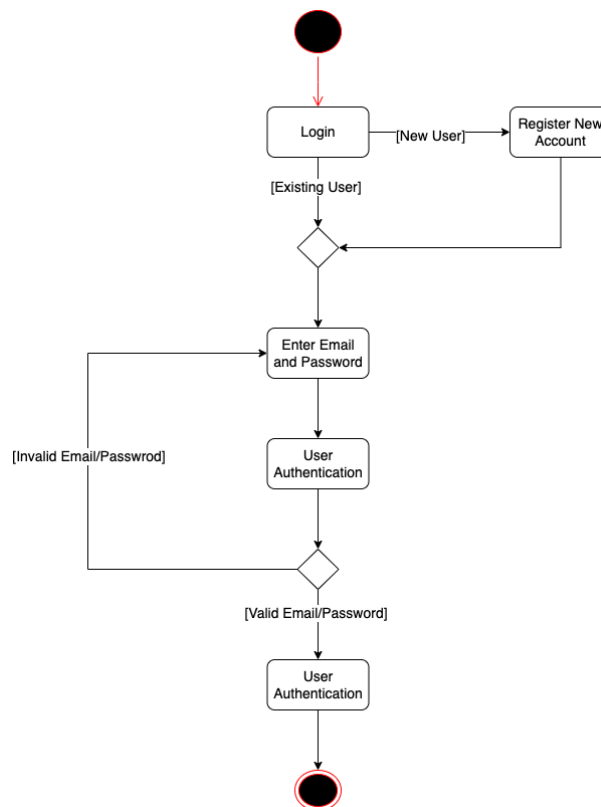 Login
[New User]
Register New
Account
[Existing User]
Enter Email
and Password
[Invalid Email/Passwrod]
User
Authentication
[Valid Email/Password]
User
Authentication